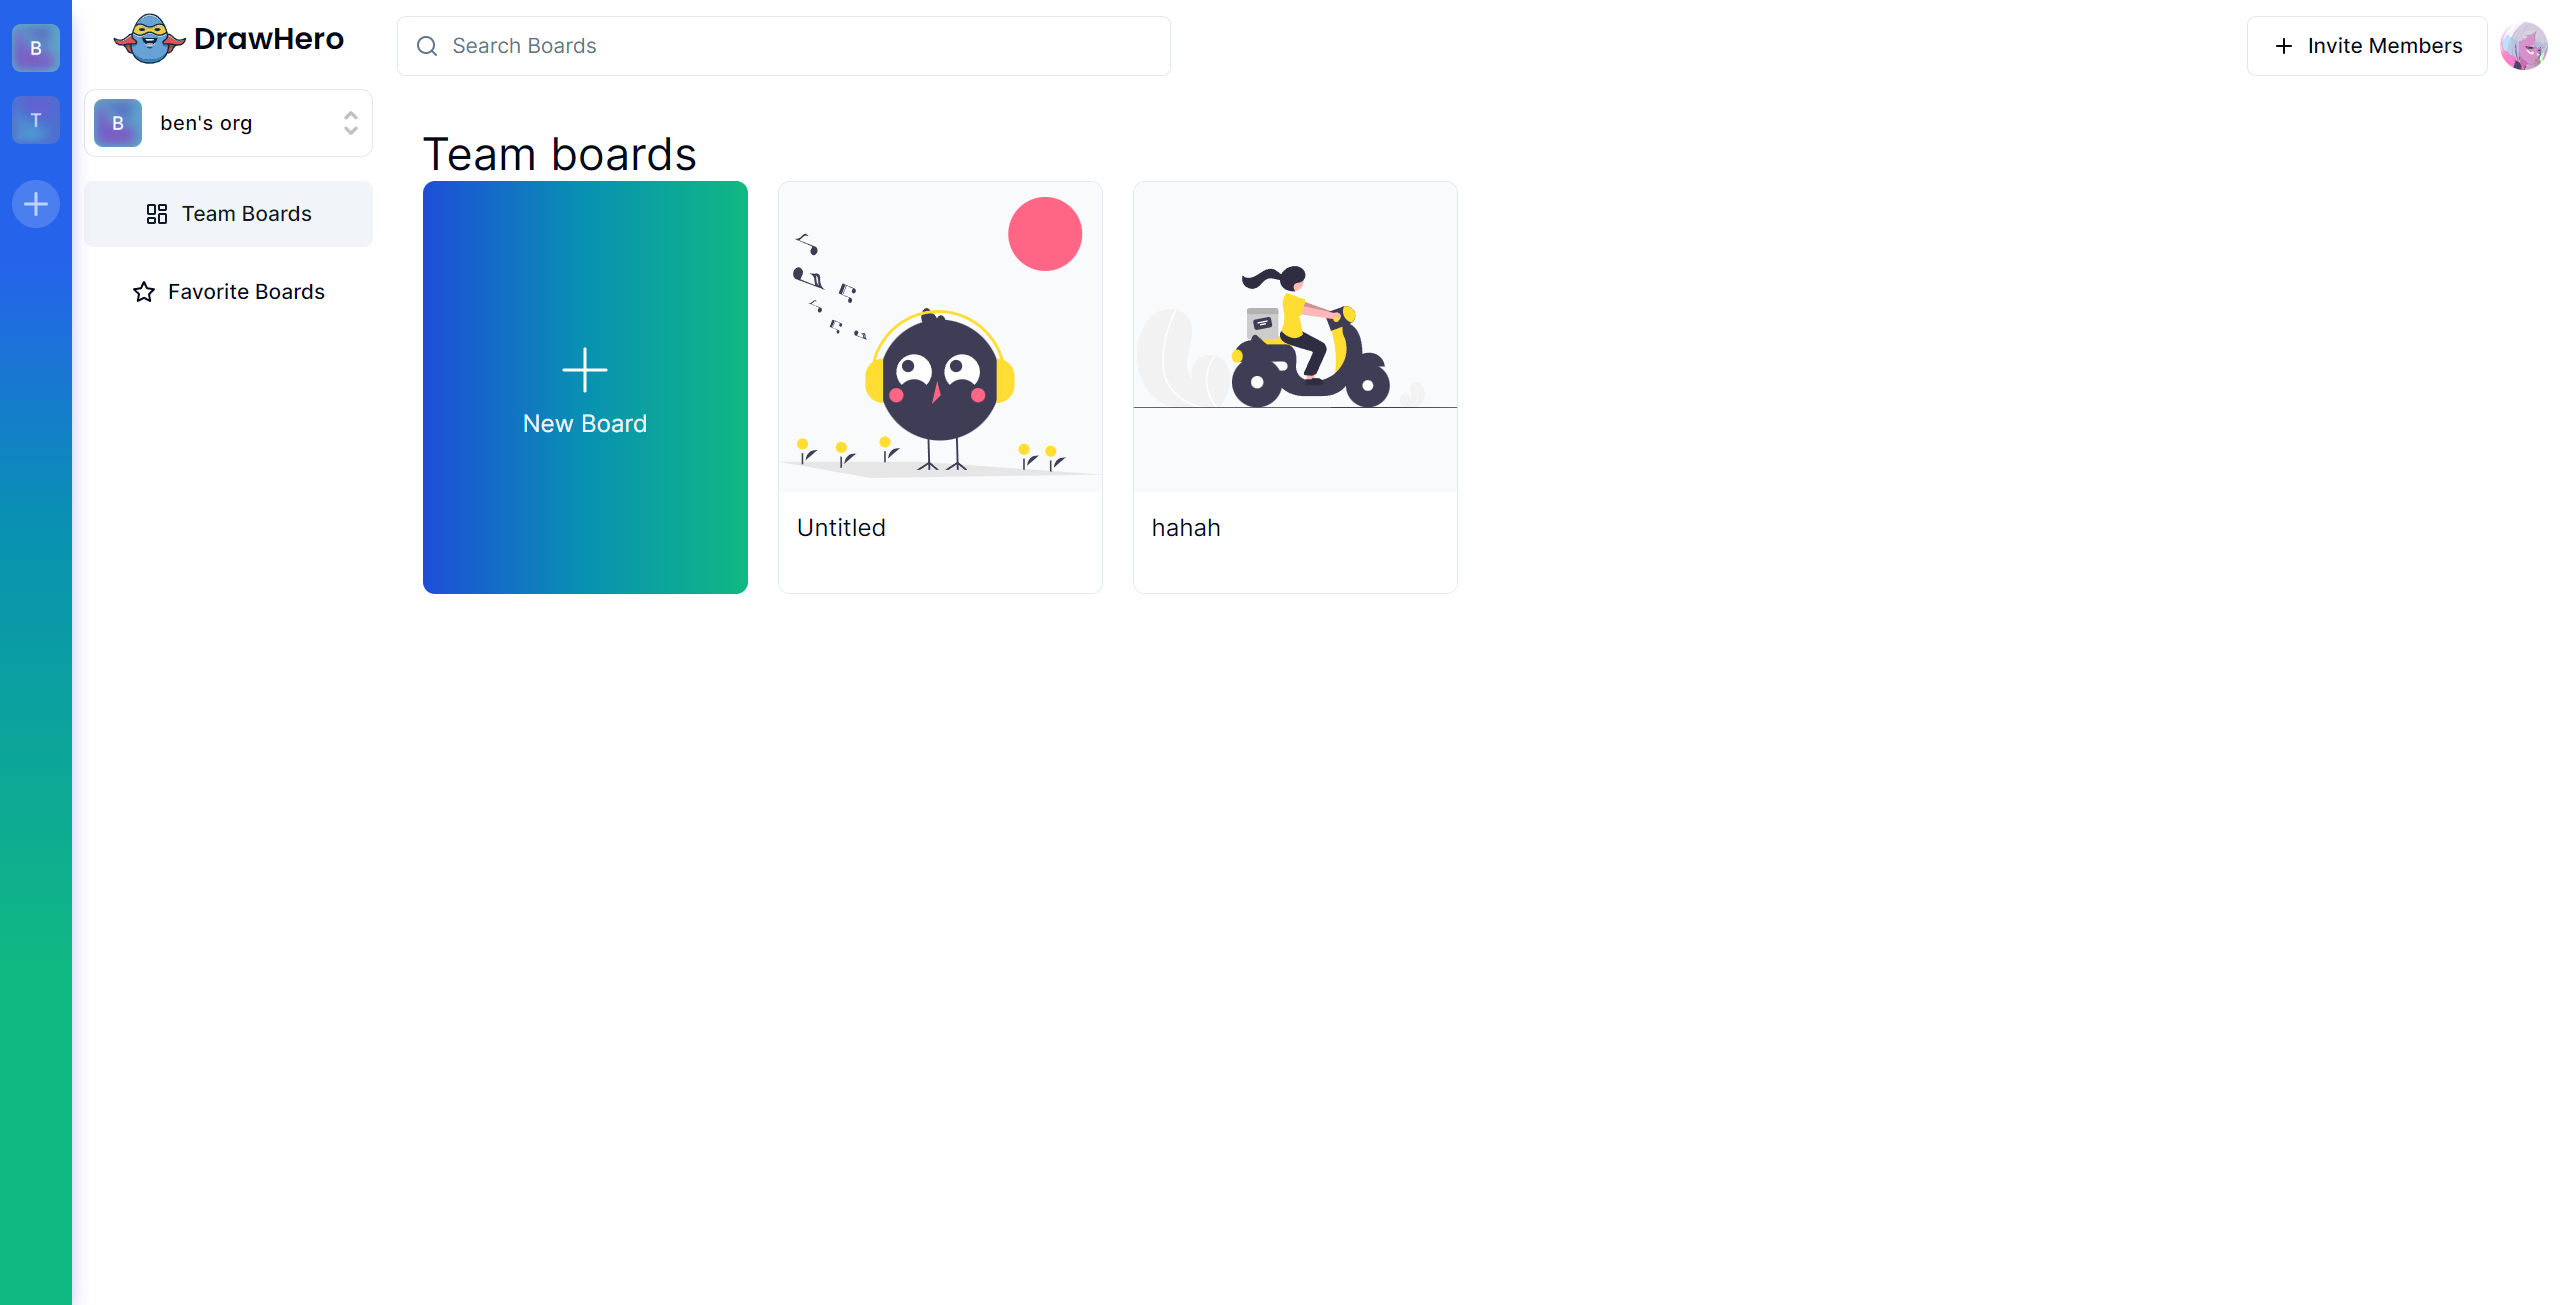 B
T
DrawHero
B
ben's org
Team Boards
Favorite Boards
Search Boards
Invite Members
Team boards
New Board
Untitled
hahah